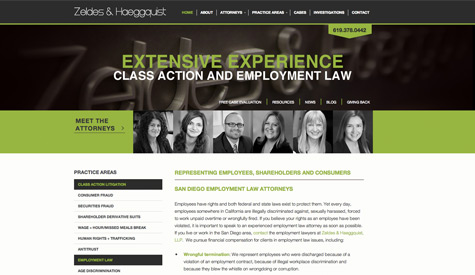 Zeldes & Haeggquist
HOME ABOUT ATTORNEYS PRACTICE AREAS CASES INVESTIGATIONS CONTACT
619.376.0442
EXTENSIVE EXPERIENCE
CLASS ACTION AND EMPLOYMENT LAW
FREE CASE EVALUATION RESOURCES NEWS BLOG GIVING BACK
MEET THE
ATTORNEYS
PRACTICE AREAS
CLASS ACTION LITIGATION
CONSUMER FRAUD
SECURITIES FRAUD
SHAREHOLDER DERIVATIVE SUITS
WAGE + HOUR/MISSED MEALS BREAK
HUMAN RIGHTS + TRAFFICKING
ANTITRUST
EMPLOYMENT LAW
AGE DISCRIMINATION
REPRESENTING EMPLOYEES, SHAREHOLDERS AND CONSUMERS
SAN DIEGO EMPLOYMENT LAW ATTORNEYS
Employees have rights and both federal and state laws exist to protect them. Yet every day,
employees somewhere in California are illegally discriminated against, sexually harassed, forced
to work unpaid overtime or wrongfully fired. If you believe your rights as an employee have been
violated, it is important to speak to an experienced employment law attorney as soon as possible.
If you live or work in the San Diego area, contact the employment lawyers at Zeldes & Haeggquist,
LLP. We pursue financial compensation for clients in employment law issues, including:
• Wrongful termination: We represent employees who were discharged because of a
violation of an employment contract, because of illegal workplace discrimination and
because they blew the whistle on wrongdoing or corruption.